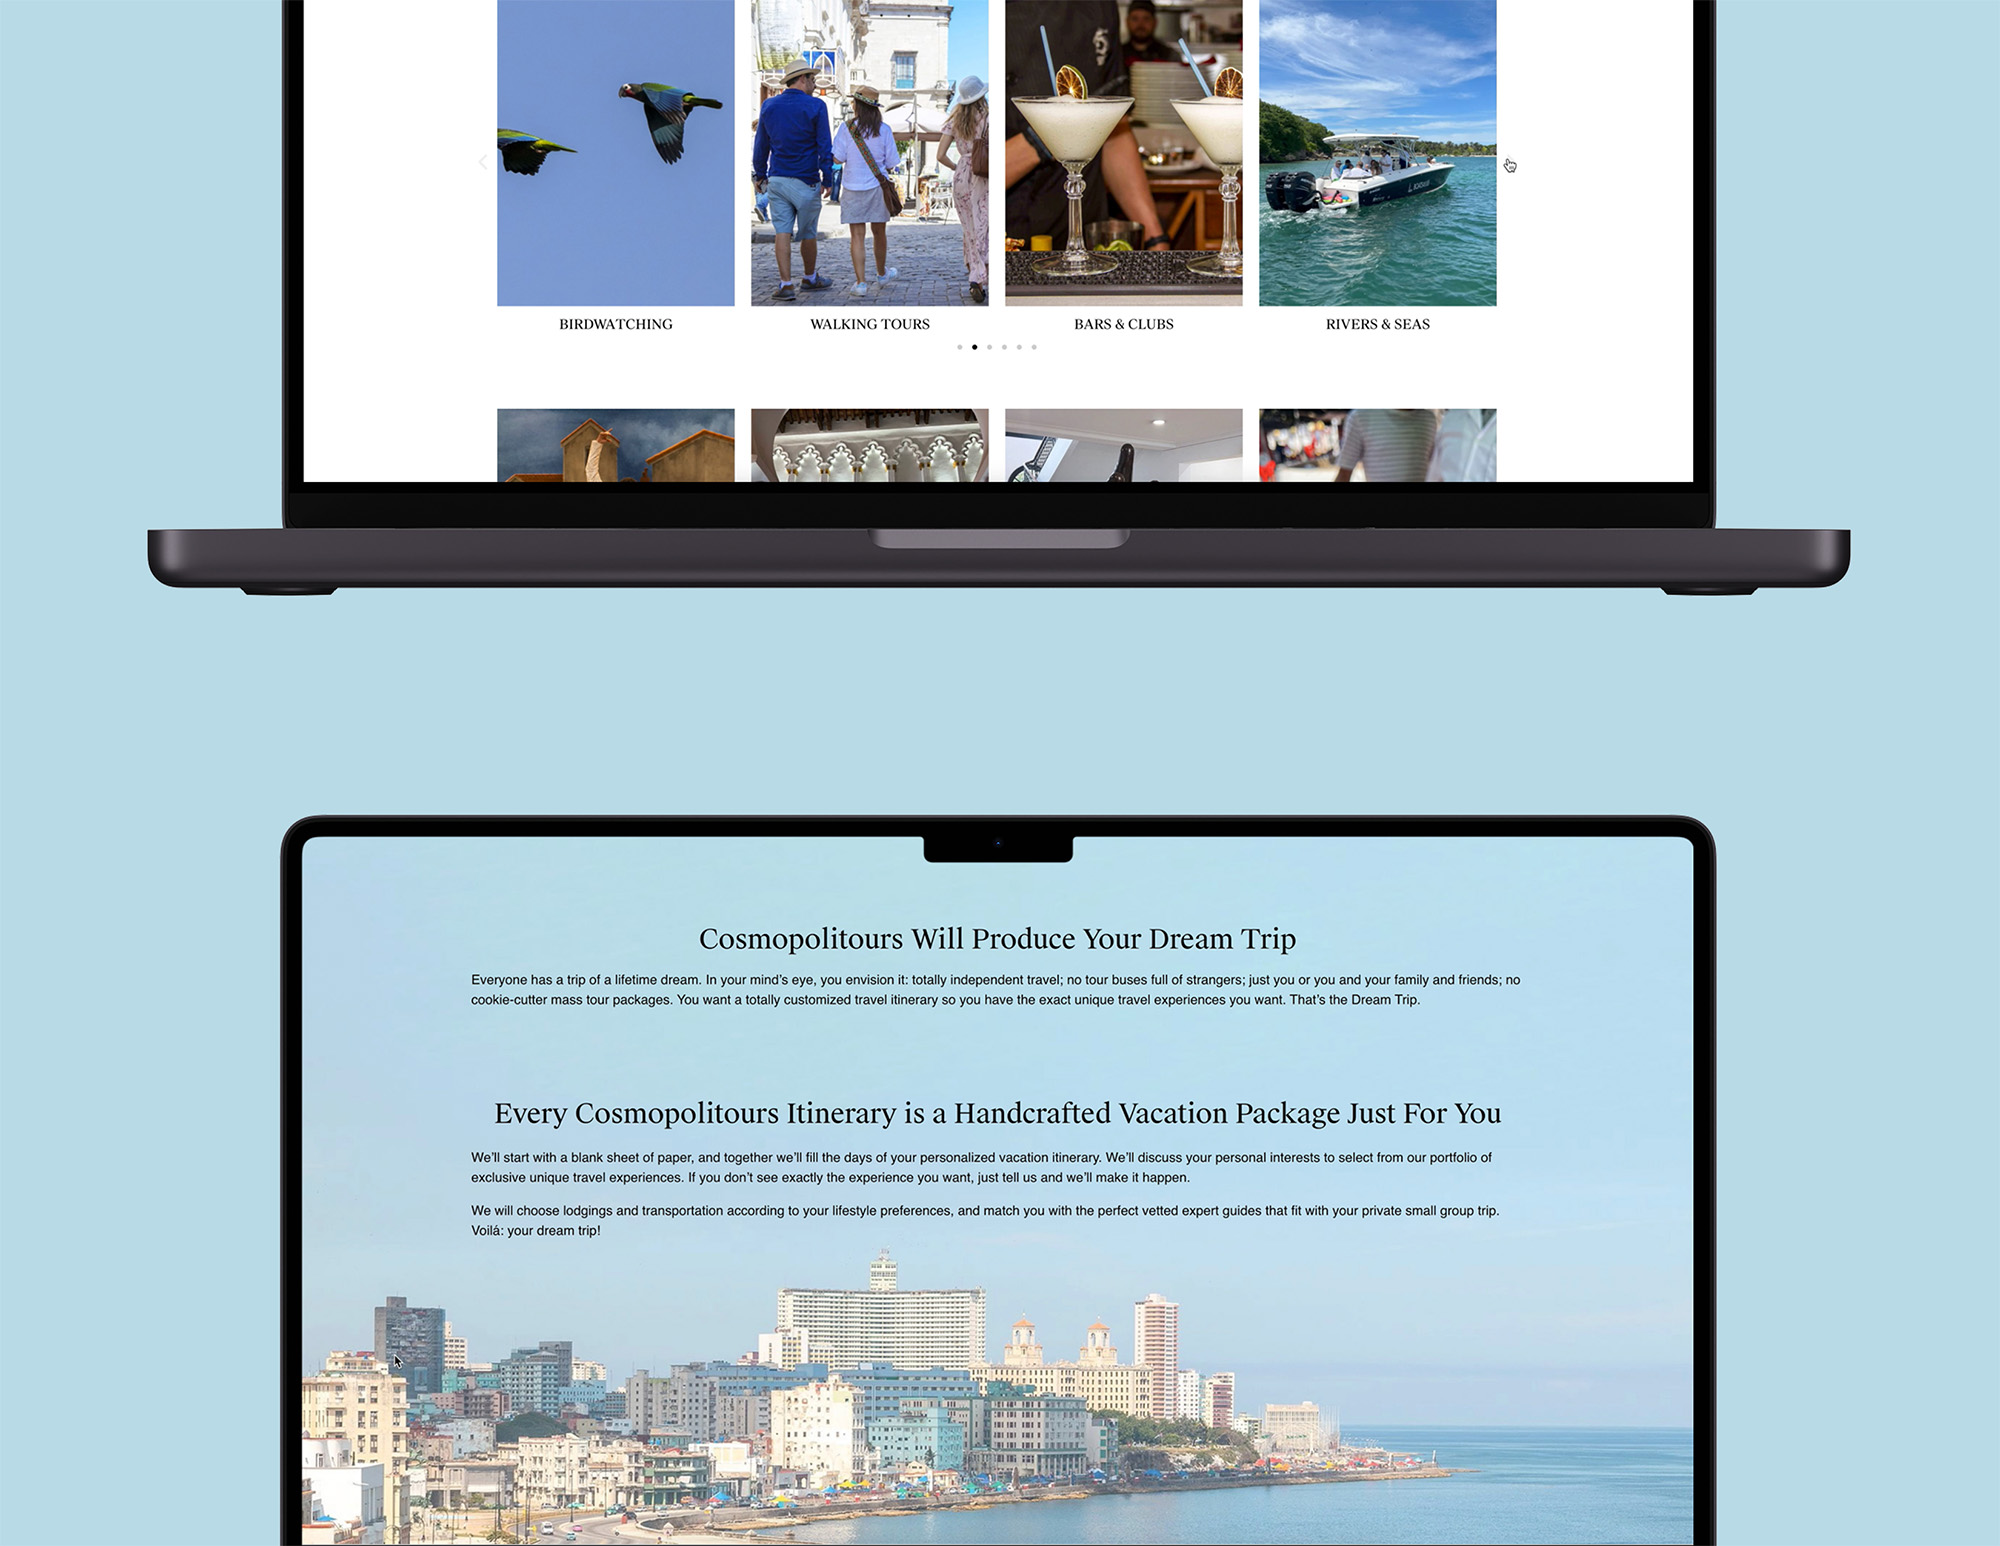 BIRDWATCHING
WALKING TOURS
BARS & CLUBS
RIVERS & SEAS
Cosmopolitours Will Produce Your Dream Trip
Everyone has a trip of a lifetime dream. In your mind’s eye, you envision it: totally independent travel; no tour buses full of strangers; just you or you and your family and friends; no
cookie-cutter mass tour packages. You want a totally customized travel itinerary so you have the exact unique travel experiences you want. That’s the Dream Trip.
Every Cosmopolitours Itinerary is a Handcrafted Vacation Package Just For You
We’ll start with a blank sheet of paper, and together we’ll fill the days of your personalized vacation itinerary. We’ll discuss your personal interests to select from our portfolio of
exclusive unique travel experiences. If you don’t see exactly the experience you want, just tell us and we’ll make it happen.
We will choose lodgings and transportation according to your lifestyle preferences, and match you with the perfect vetted expert guides that fit with your private small group trip.
Voilá: your dream trip!